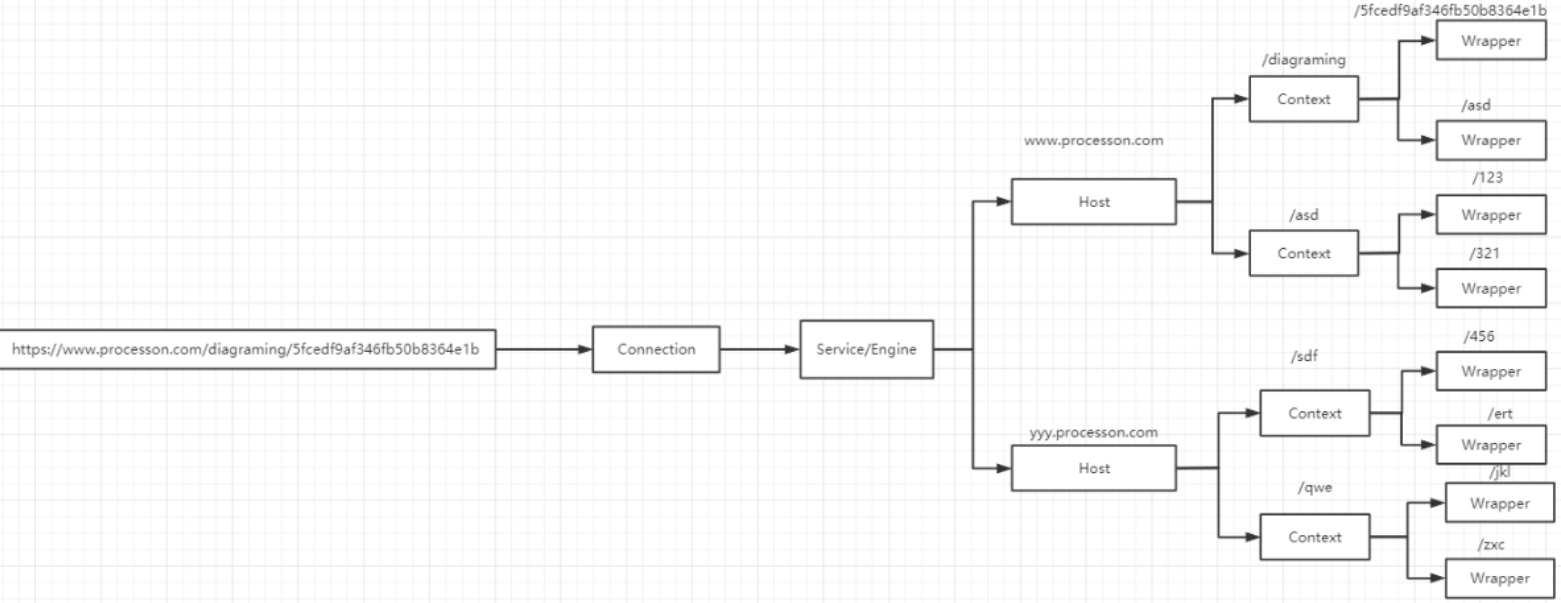 /5fcedf9af346fb50b8364e1b
Wrapper
/diagraming
Context
/asd
Wrapper
www.processon.com
Host
/123
Wrapper
/asd
Context
/321
Wrapper
https://www.processon.com/diagraming/5fcedf9af346fb50b8364e1b
Connection
Service/Engine
/456
Wrapper
/sdf
Context
/ert
Wrapper
yyy.processon.com
Host
/jkl
Wrapper
/qwe
Context
/zxc
Wrapper